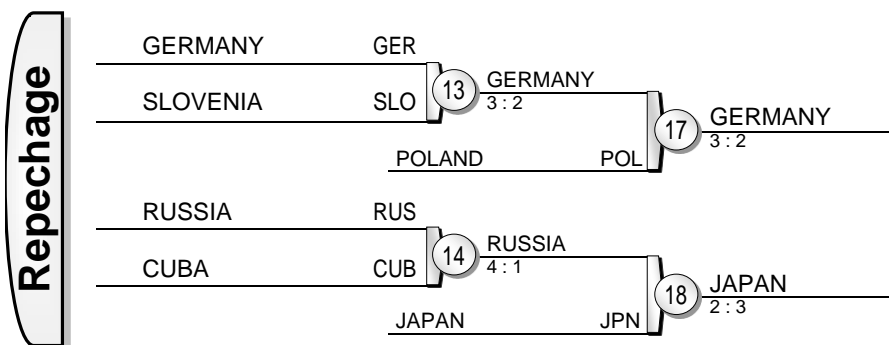 Repechage
GERMANY GER
SLOVENIA SLO
13
GERMANY
3 : 2
POLAND POL
17
GERMANY
3 : 2
RUSSIA RUS
CUBA CUB
14
RUSSIA
4 : 1
JAPAN JPN
18
JAPAN
2 : 3